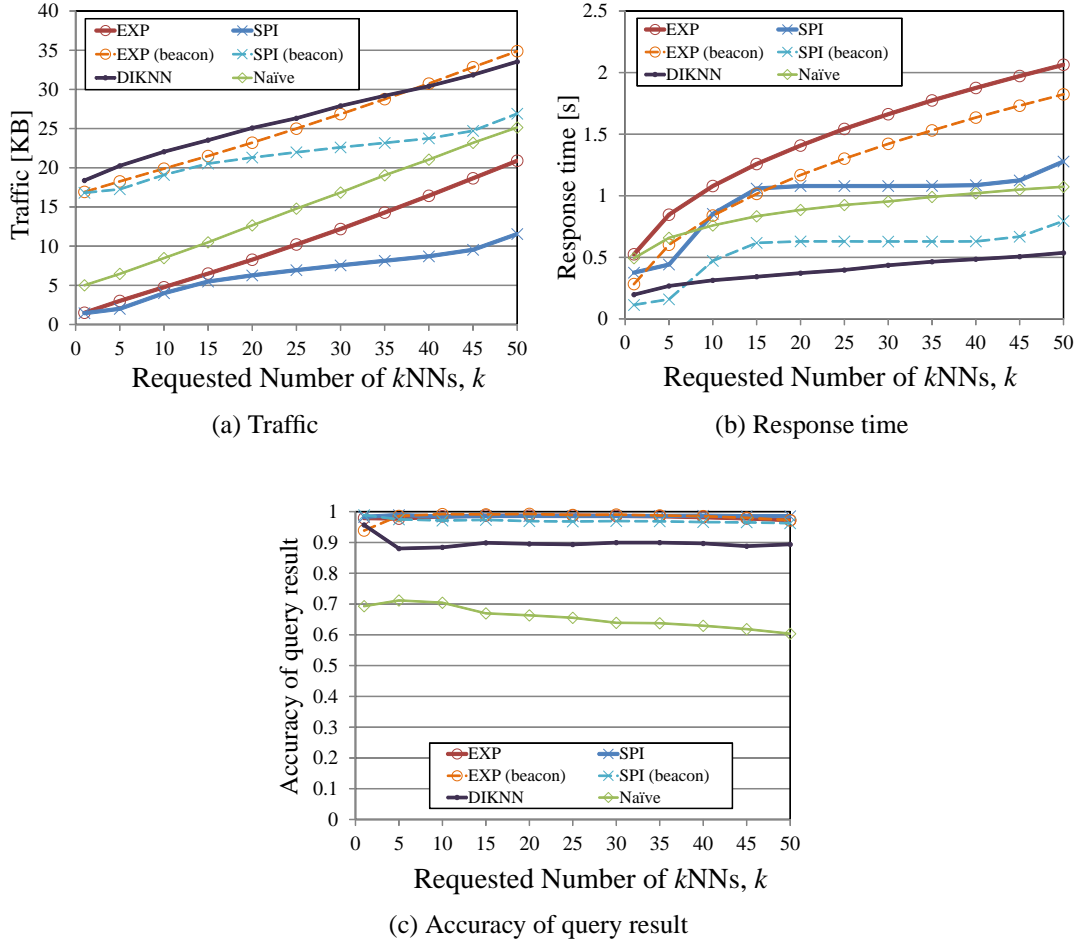 40
35
30
25
20
15
10
5
0
Traffic [KB]
EXP
SPI
EXP (beacon)
SPI (beacon)
DIKNN
Naïve
0 5 10 15 20 25 30 35 40 45 50
Requested Number of kNNs, k
(a) Traffic
2.5
2
1.5
1
0.5
0
Response time [s]
EXP
SPI
EXP (beacon)
SPI (beacon)
DIKNN
Naïve
0 5 10 15 20 25 30 35 40 45 50
Requested Number of kNNs, k
(b) Response time
1
0.9
0.8
0.7
0.6
0.5
0.4
0.3
0.2
0.1
0
Accuracy of query result
EXP
SPI
EXP (beacon)
SPI (beacon)
DIKNN
Naïve
0 5 10 15 20 25 30 35 40 45 50
Requested Number of kNNs, k
(c) Accuracy of query result